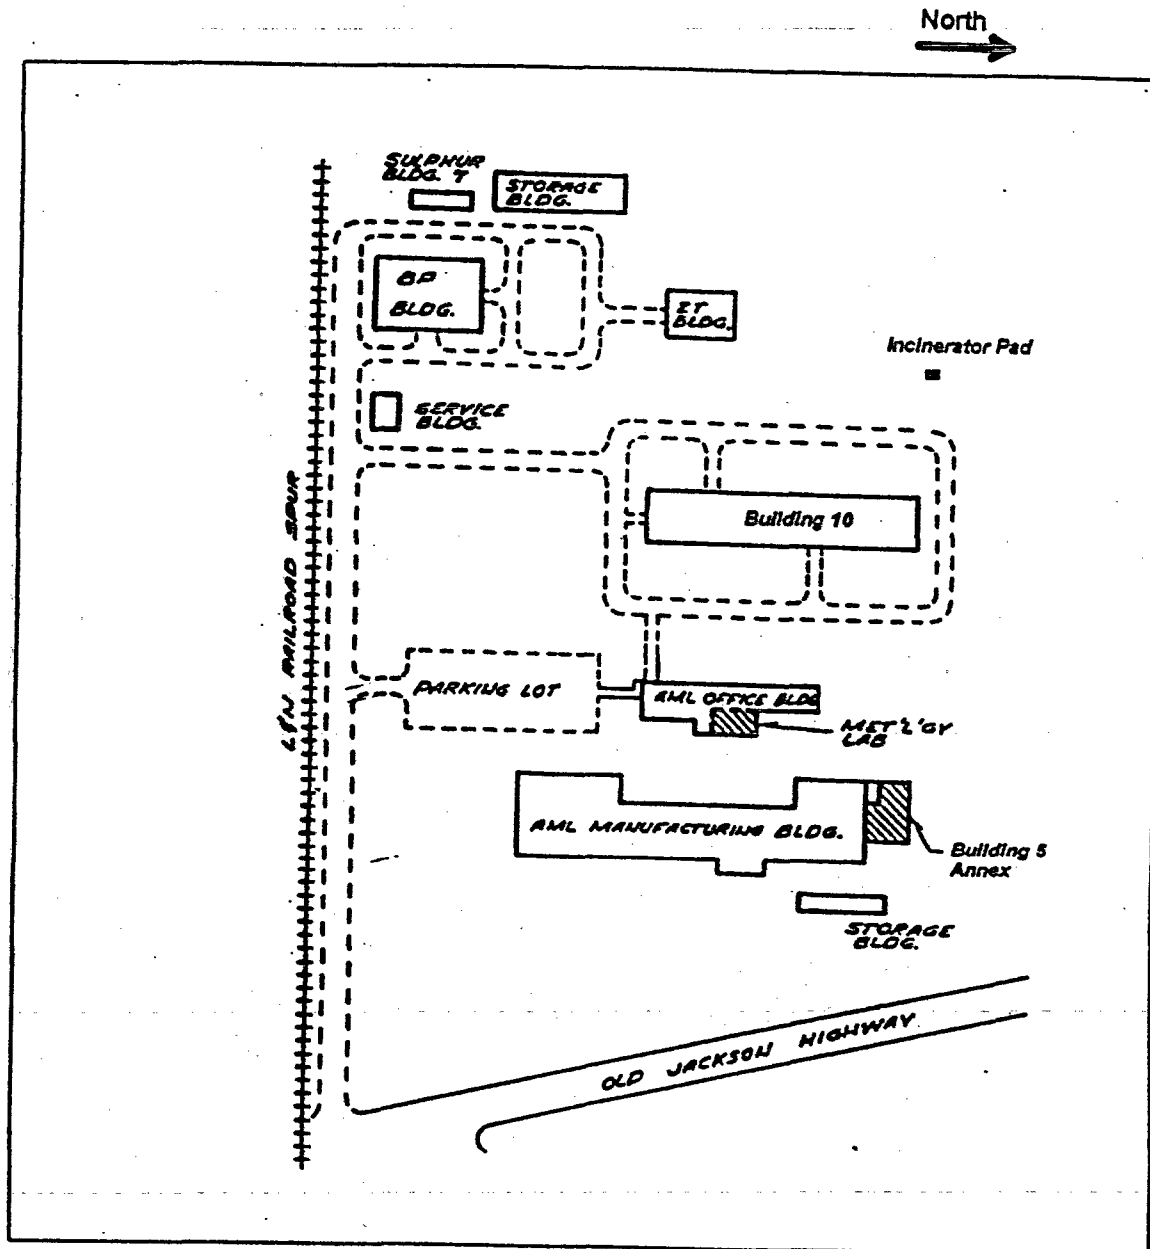 North
SULPHUR
BLDG. 7
STORAGE
BLDG.
BP
BLDG.
ET
BLDG.
Incinerator Pad
SERVICE
BLDG.
Building 10
L&N RAILROAD SPUR
PARKING LOT
AML OFFICE BLDG
MET'L'GY
LAB
AML MANUFACTURING BLDG.
Building 5
Annex
STORAGE
BLDG.
OLD JACKSON HIGHWAY